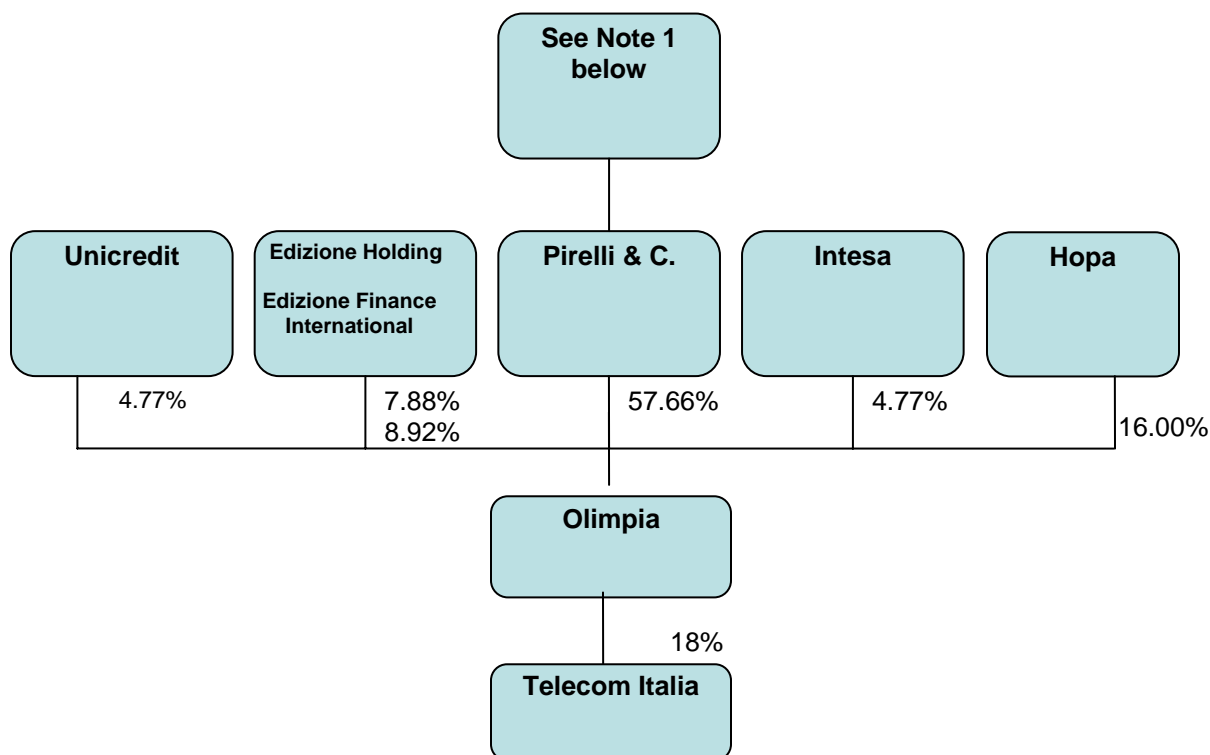 See Note 1
below
Unicredit
Edizione Holding
Edizione Finance
International
Pirelli & C.
Intesa
Hopa
4.77%
7.88%
8.92%
57.66%
4.77%
16.00%
Olimpia
18%
Telecom Italia